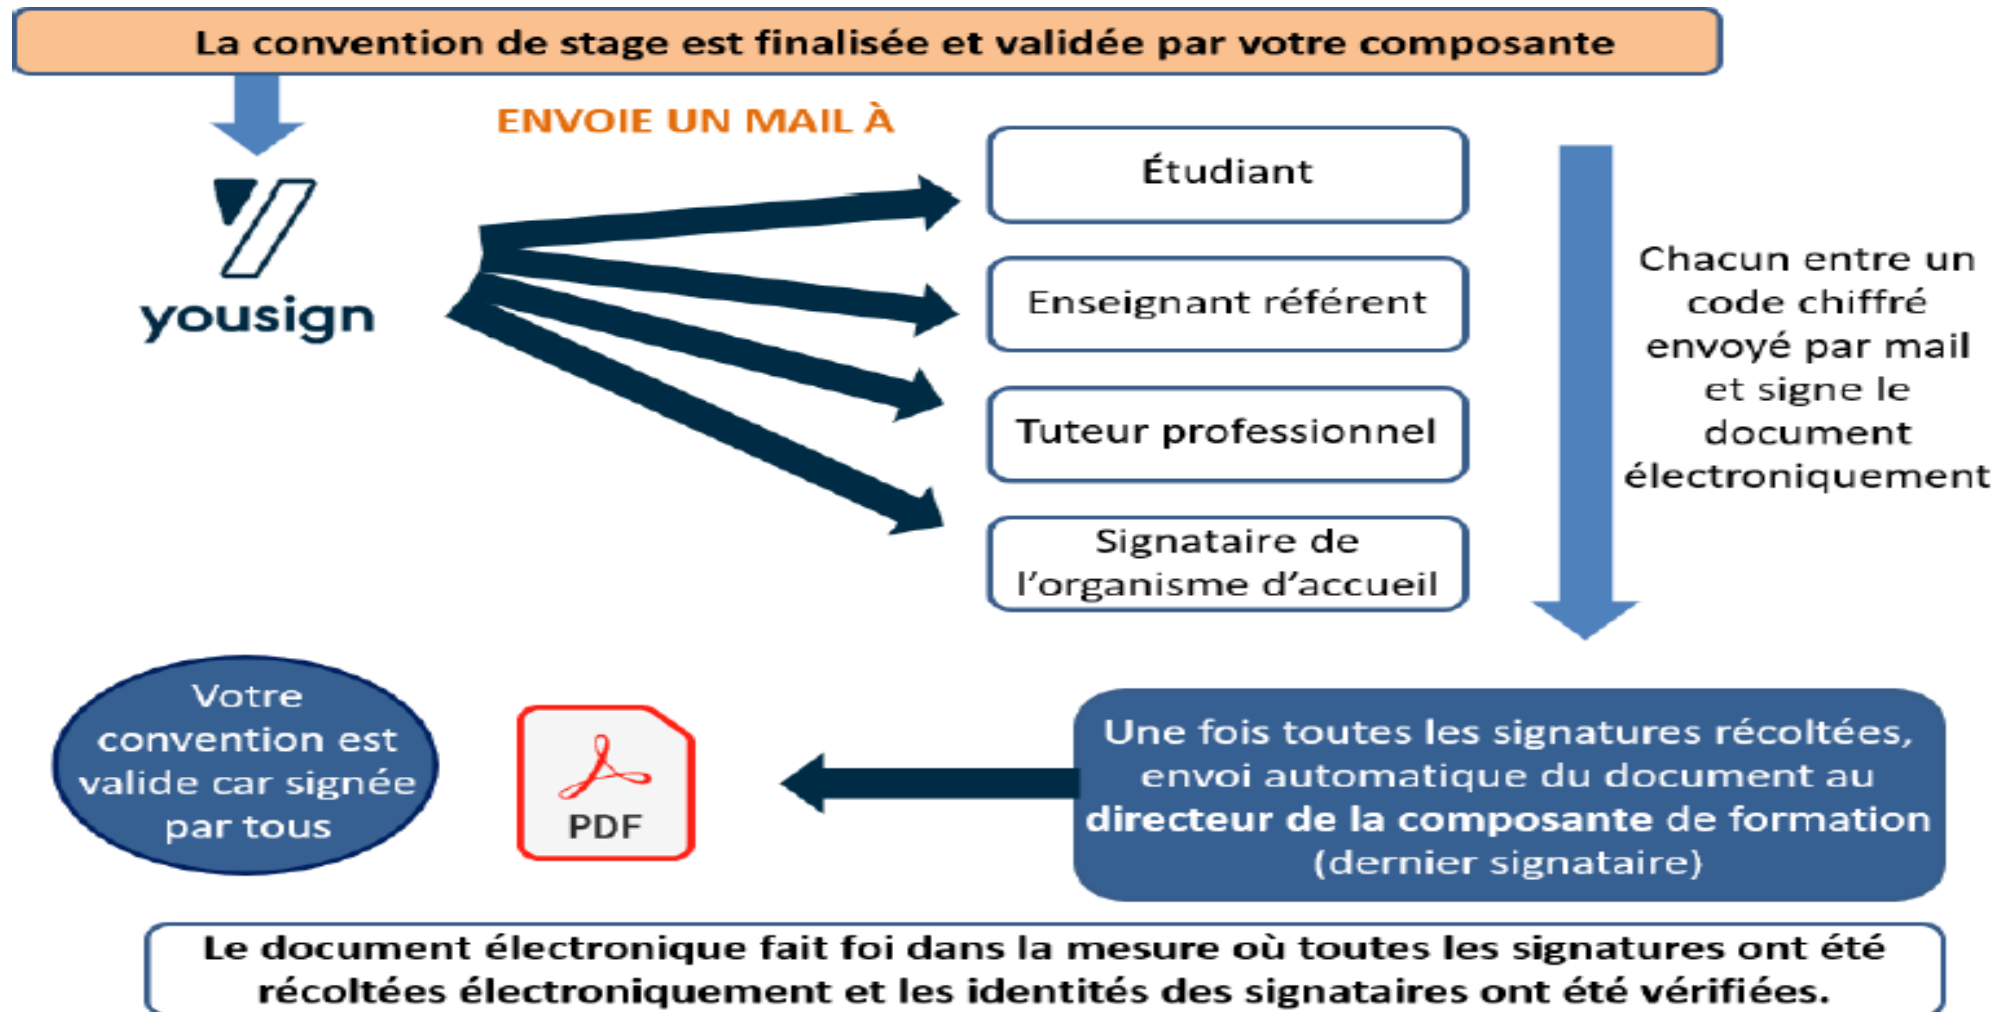 La convention de stage est finalisée et validée par votre composante
ENVOIE UN MAIL À
yousign
Étudiant
Enseignant référent
Tuteur professionnel
Signataire de
l'organisme d'accueil
Chacun entre un
code chiffré
envoyé par mail
et signe le
document
électroniquement
Une fois toutes les signatures récoltées,
envoi automatique du document au
directeur de la composante de formation
(dernier signataire)
PDF
Votre
convention est
valide car signée
par tous
Le document électronique fait foi dans la mesure où toutes les signatures ont été
récoltées électroniquement et les identités des signataires ont été vérifiées.